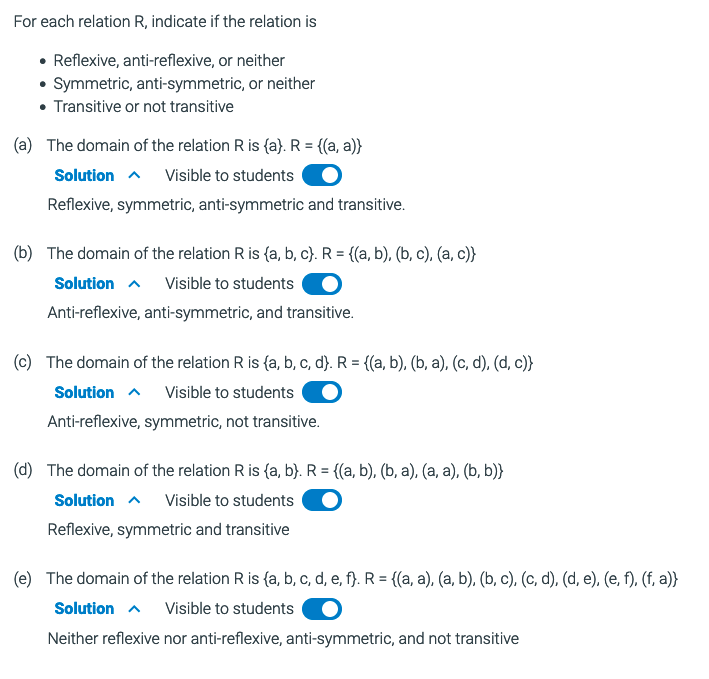 For each relation R, indicate if the relation is
• Reflexive, anti-reflexive, or neither
• Symmetric, anti-symmetric, or neither
• Transitive or not transitive
(a) The domain of the relation R is {a}. R = {(a, a)}
Solution Visible to students
Reflexive, symmetric, anti-symmetric and transitive.
(b) The domain of the relation R is {a, b, c}. R = {(a, b), (b, c), (a, c)}
Solution Visible to students
Anti-reflexive, anti-symmetric, and transitive.
(c) The domain of the relation R is {a, b, c, d}. R = {(a, b), (b, a), (c, d), (d, c)}
Solution Visible to students
Anti-reflexive, symmetric, not transitive.
(d) The domain of the relation R is {a, b}. R = {(a, b), (b, a), (a, a), (b, b)}
Solution Visible to students
Reflexive, symmetric and transitive
(e) The domain of the relation R is {a, b, c, d, e, f}. R = {(a, a), (a, b), (b, c), (c, d), (d, e), (e, f), (f, a)}
Solution Visible to students
Neither reflexive nor anti-reflexive, anti-symmetric, and not transitive